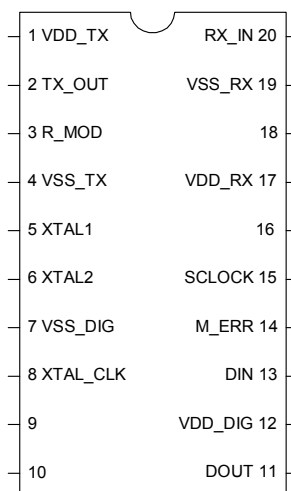 1 VDD_TX RX_IN 20
2 TX_OUT VSS_RX 19
3 R_MOD 18
4 VSS_TX VDD_RX 17
5 XTAL1 16
6 XTAL2 SCLOCK 15
7 VSS_DIG M_ERR 14
8 XTAL_CLK DIN 13
9 VDD_DIG 12
10 DOUT 11